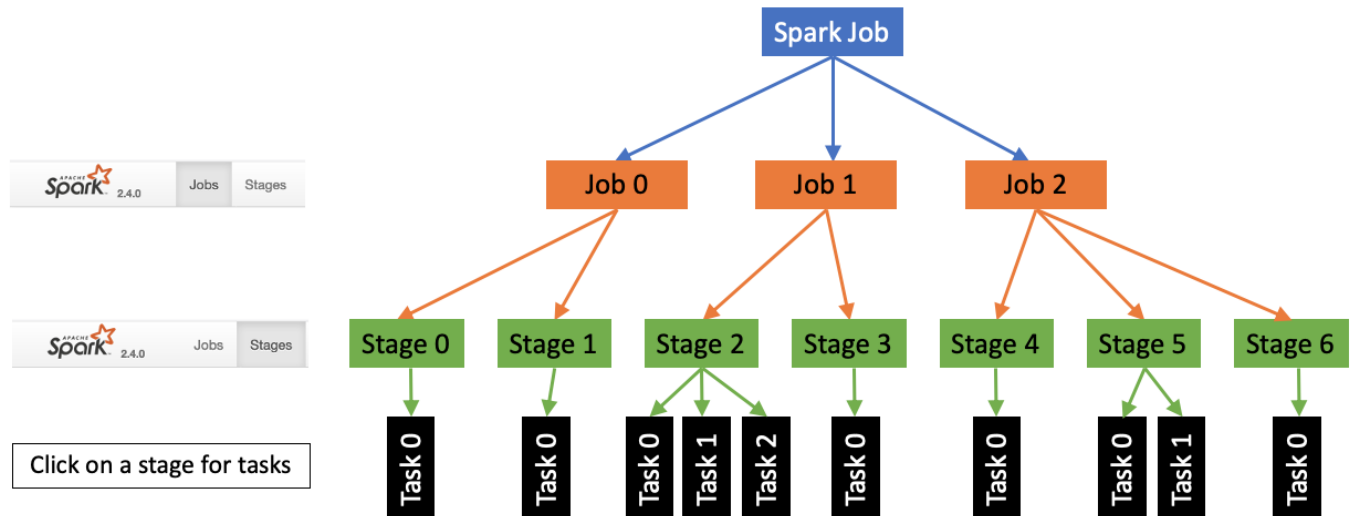 Spark Job
APACHE
Spark 2.4.0 Jobs Stages
Job 0 Job 1 Job 2
APACHE
Spark 2.4.0 Jobs Stages
Stage 0 Stage 1 Stage 2 Stage 3 Stage 4 Stage 5 Stage 6
Click on a stage for tasks
Task 0 Task 0 Task 0 Task 1 Task 2 Task 0 Task 0 Task 0 Task 1 Task 0